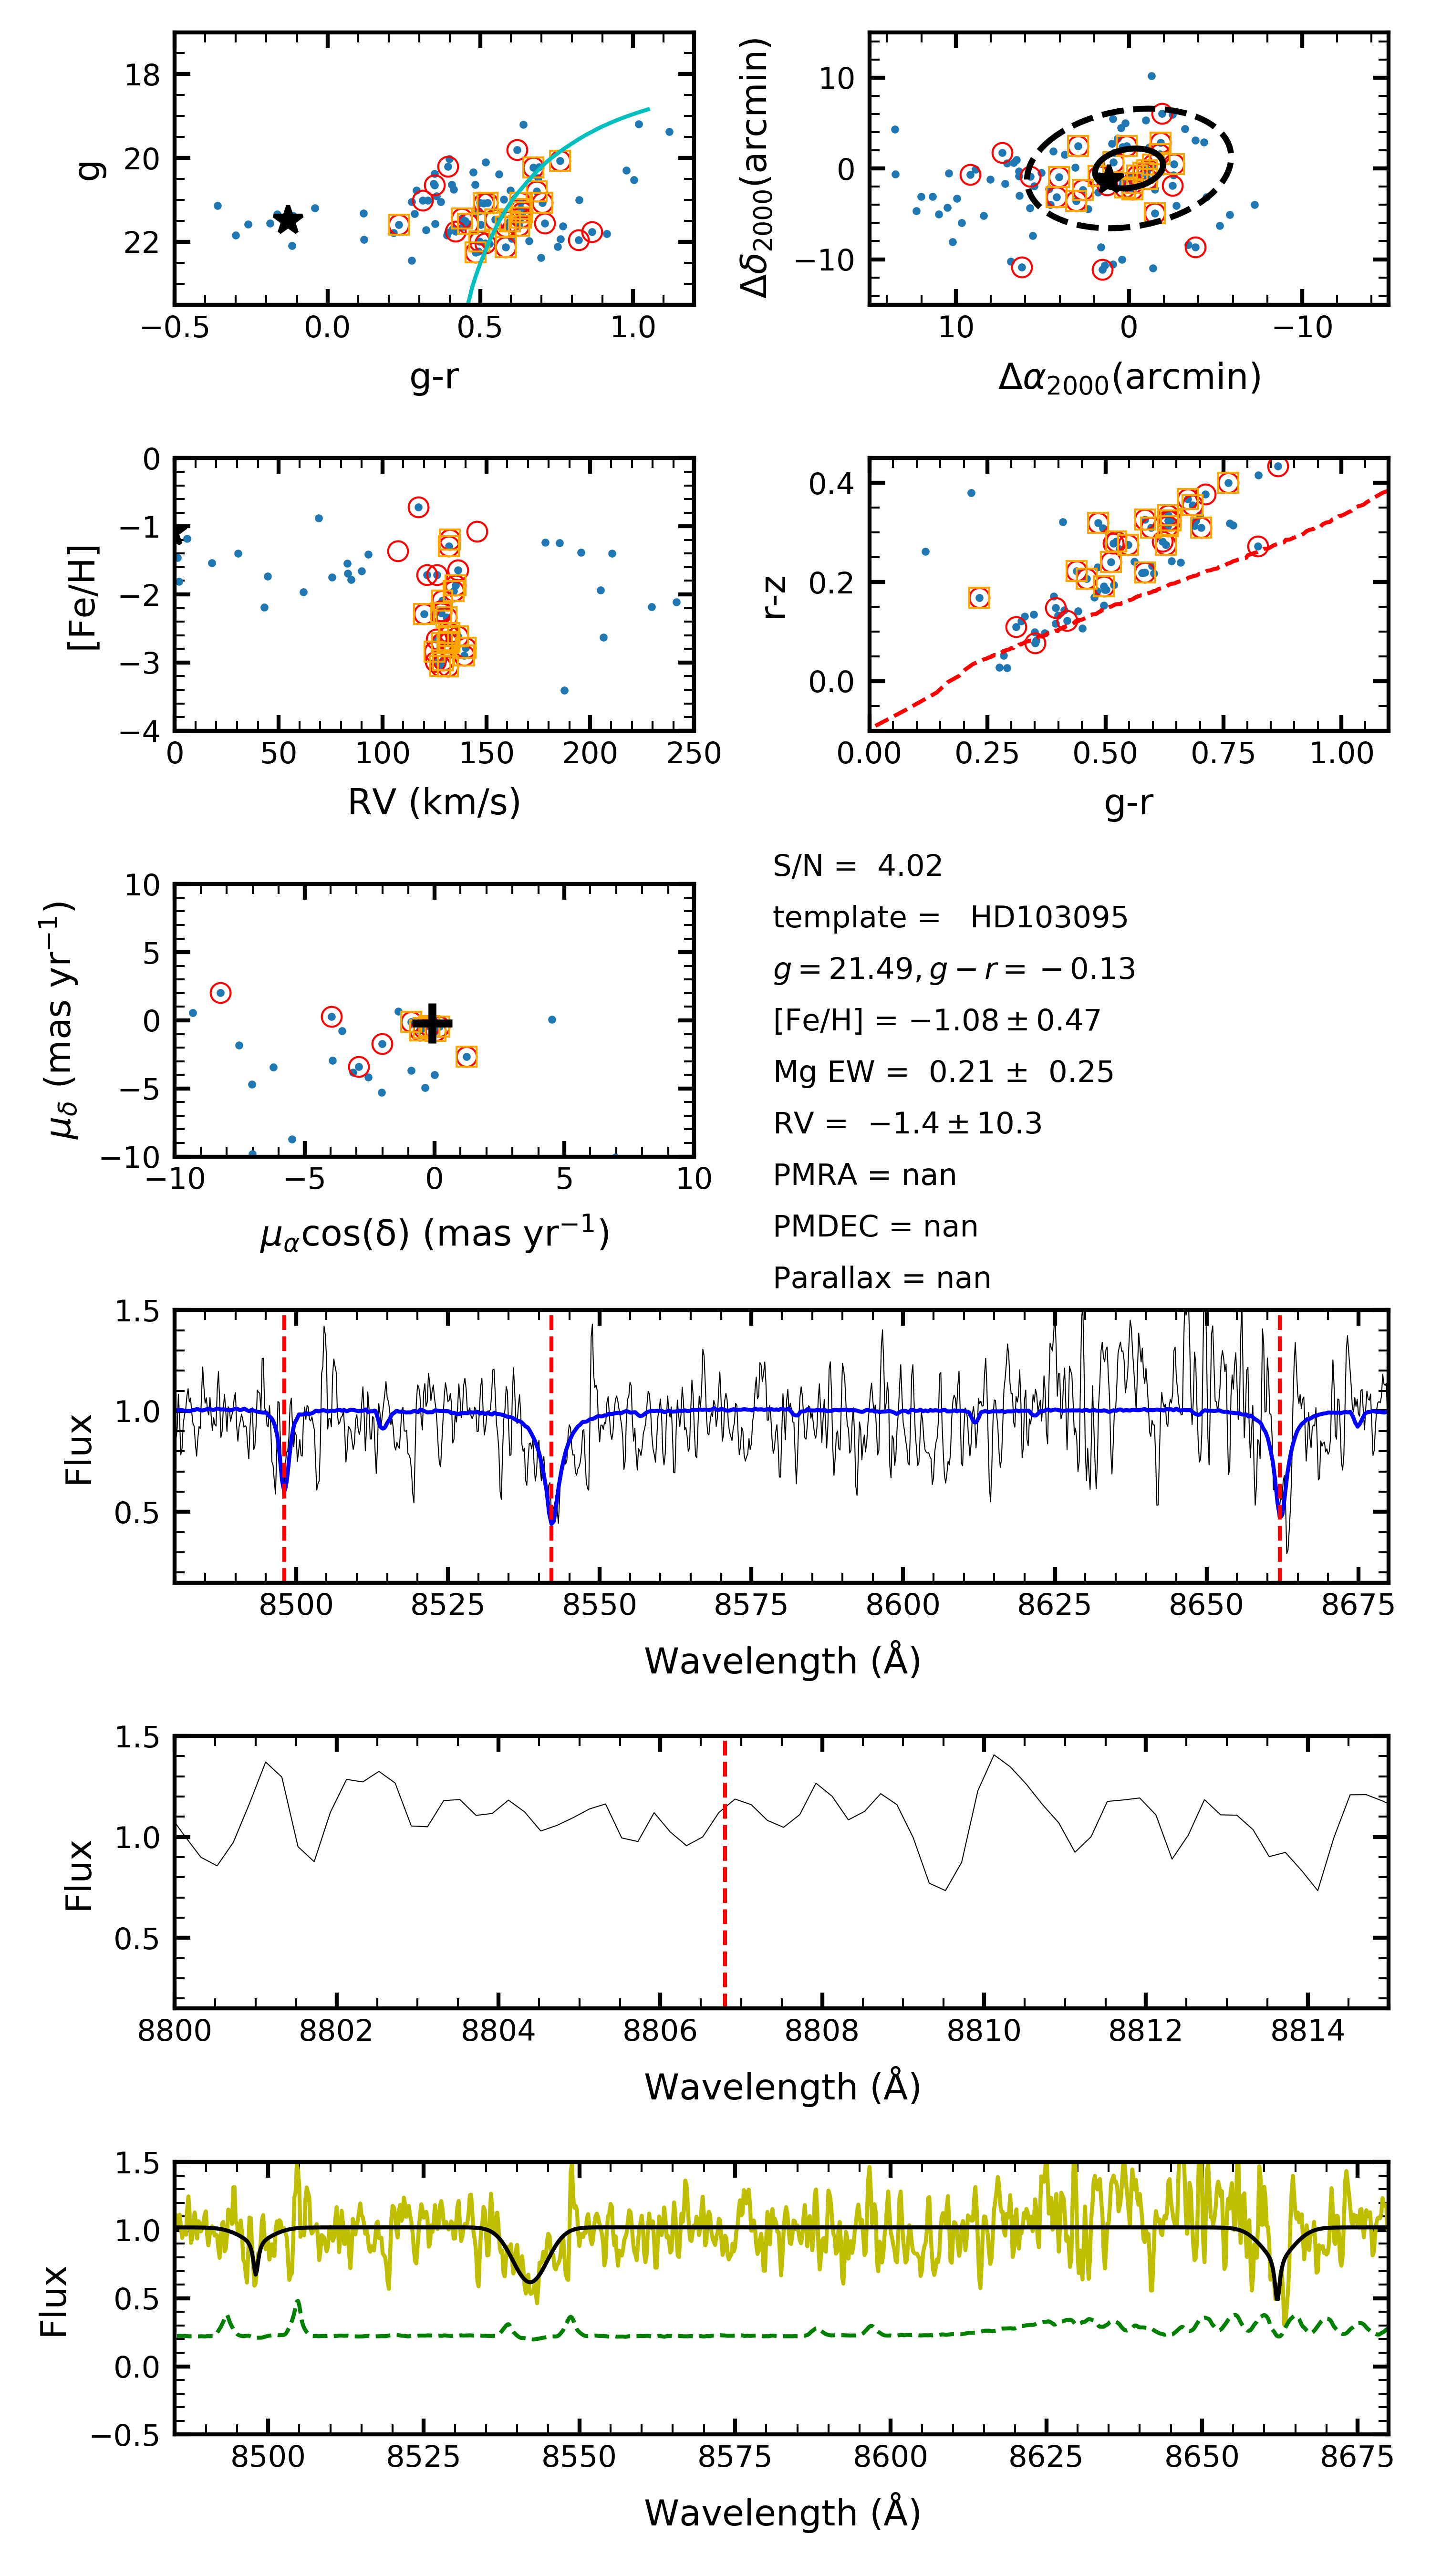 18
20
22
g
−0.5 0.0 0.5 1.0
g-r
10
0
−10
Δδ2000(arcmin)
10 0 −10
Δα2000(arcmin)
0
−1
−2
−3
−4
[Fe/H]
0 50 100 150 200 250
RV (km/s)
0.4
0.2
0.0
r-z
0.00 0.25 0.50 0.75 1.00
g-r
10
5
0
−5
−10
μδ (mas yr−1)
−10 −5 0 5 10
μαcos(δ) (mas yr−1)
S/N = 4.02
template = HD103095
g = 21.49, g − r = −0.13
[Fe/H] = −1.08 ± 0.47
Mg EW = 0.21 ± 0.25
RV = −1.4 ± 10.3
PMRA = nan
PMDEC = nan
Parallax = nan
1.5
1.0
0.5
Flux
8500 8525 8550 8575 8600 8625 8650 8675
Wavelength (Å)
1.5
1.0
0.5
Flux
8800 8802 8804 8806 8808 8810 8812 8814
Wavelength (Å)
1.5
1.0
0.5
0.0
−0.5
Flux
8500 8525 8550 8575 8600 8625 8650 8675
Wavelength (Å)